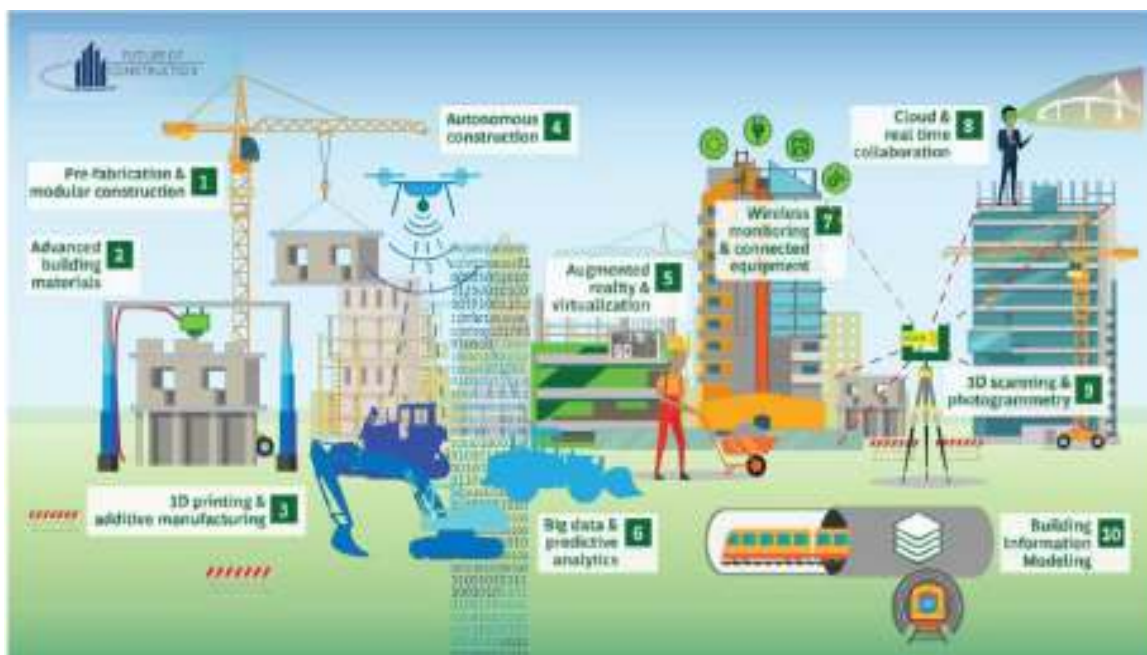 FUTURE OF
CONSTRUCTION
Pre-fabrication &
modular construction
1
Advanced
building
materials
2
3D printing &
additive manufacturing
3
Autonomous
construction
4
Augmented
reality &
virtualization
5
Big data &
predictive
analytics
6
Wireless
monitoring
& connected
equipment
7
Cloud &
real time
collaboration
8
3D scanning &
photogrammetry
9
Building
Information
Modeling
10